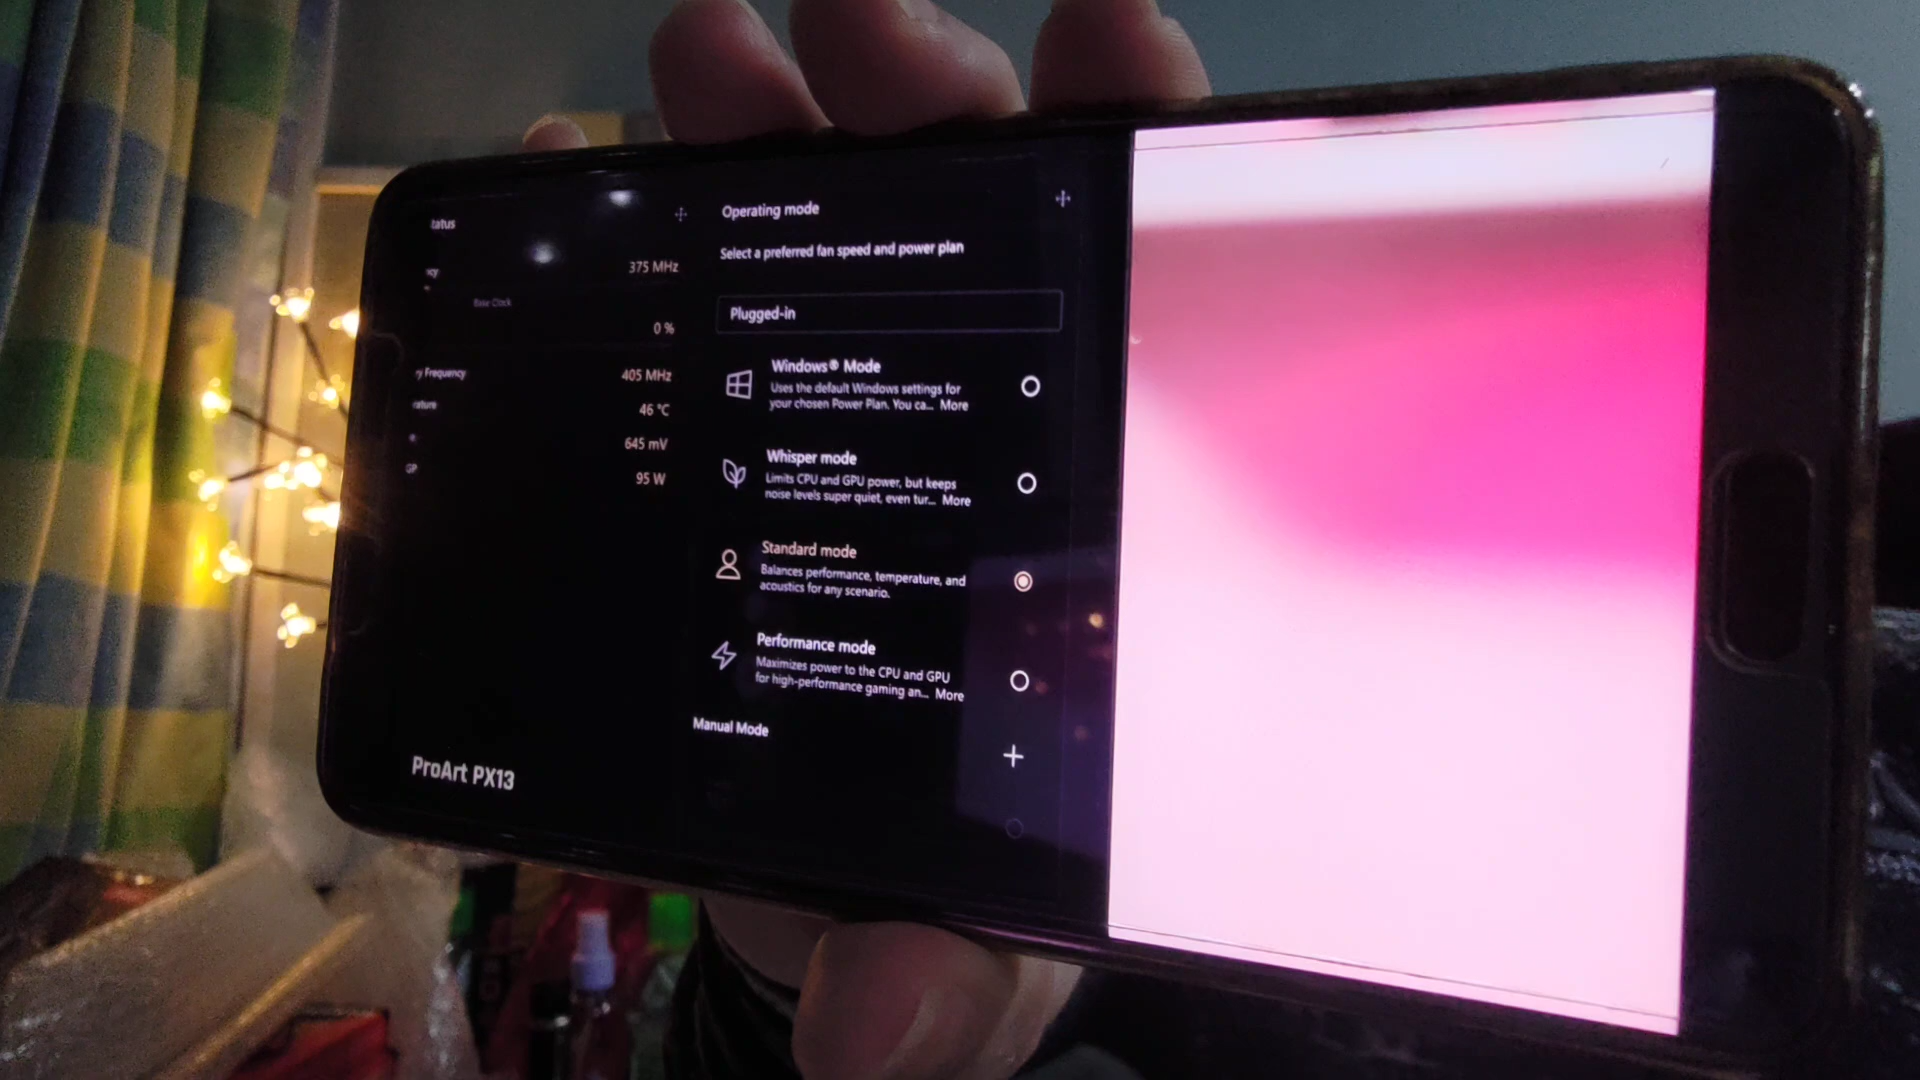 tatus
375 MHz
Base Clock
0 %
ry Frequency
405 MHz
rature
46 °C
645 mV
GP
95 W
ProArt PX13
Operating mode
Select a preferred fan speed and power plan
Plugged-in
Windows® Mode
Uses the default Windows settings for
your chosen Power Plan. You ca... More
Whisper mode
Limits CPU and GPU power, but keeps
noise levels super quiet, even tur... More
Standard mode
Balances performance, temperature, and
acoustics for any scenario.
Performance mode
Maximizes power to the CPU and GPU
for high-performance gaming an... More
Manual Mode